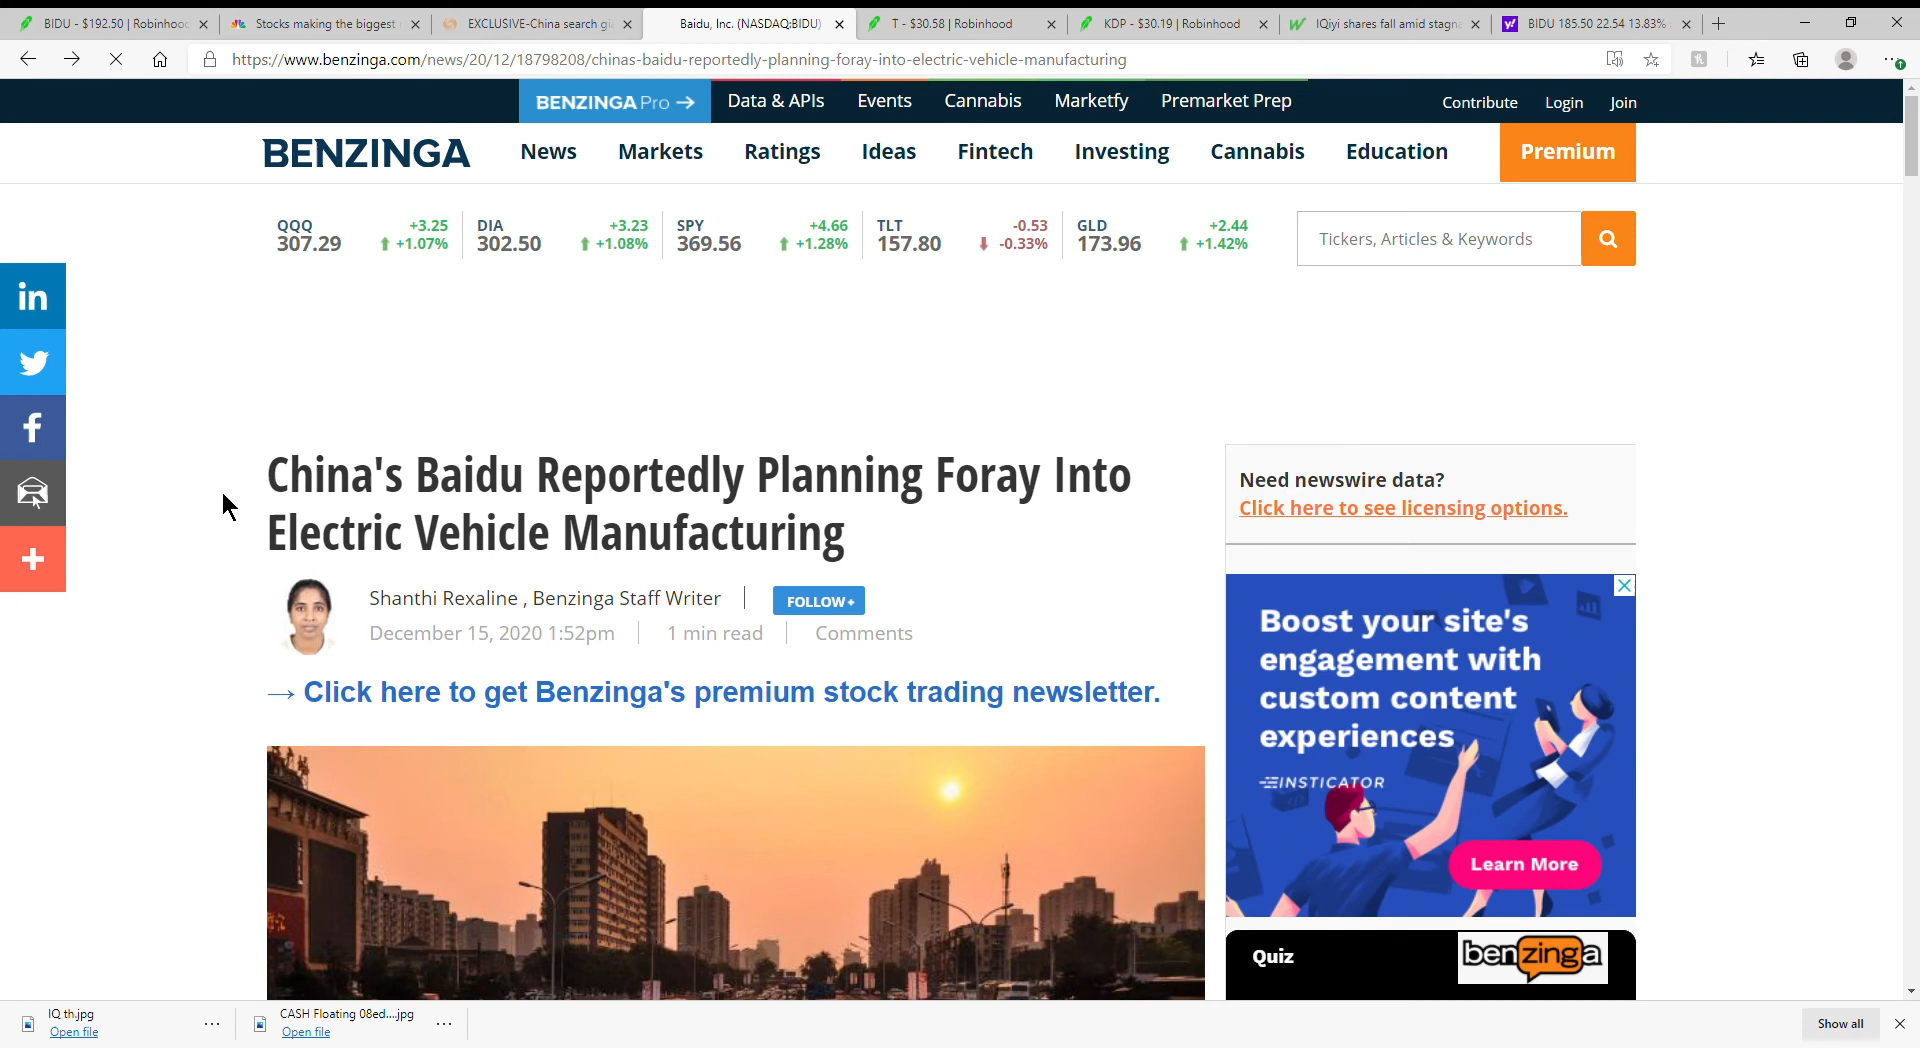 BIDU - $192.50 | Robinhood
Stocks making the biggest
EXCLUSIVE-China search gi
Baidu, Inc. (NASDAQ:BIDU)
T - $30.58 | Robinhood
KDP - $30.19 | Robinhood
IQiyi shares fall amid stagna
BIDU 185.50 22.54 13.83%
https://www.benzinga.com/news/20/12/18798208/chinas-baidu-reportedly-planning-foray-into-electric-vehicle-manufacturing
BENZINGA Pro → Data & APIs Events Cannabis Marketfy Premarket Prep Contribute Login Join
BENZINGA News Markets Ratings Ideas Fintech Investing Cannabis Education Premium
QQQ +3.25 DIA +3.23 SPY +4.66 TLT -0.53 GLD +2.44
307.29 +1.07% 302.50 +1.08% 369.56 +1.28% 157.80 -0.33% 173.96 +1.42%
Tickers, Articles & Keywords
in
f
China's Baidu Reportedly Planning Foray Into
Electric Vehicle Manufacturing
Shanthi Rexaline , Benzinga Staff Writer | FOLLOW+
December 15, 2020 1:52pm | 1 min read | Comments
→ Click here to get Benzinga's premium stock trading newsletter.
Need newswire data?
Click here to see licensing options.
Boost your site's
engagement with
custom content
experiences
INSTICATOR
Learn More
Quiz
benzinga
IQ th.jpg
Open file
CASH Floating 08ed....jpg
Open file
Show all